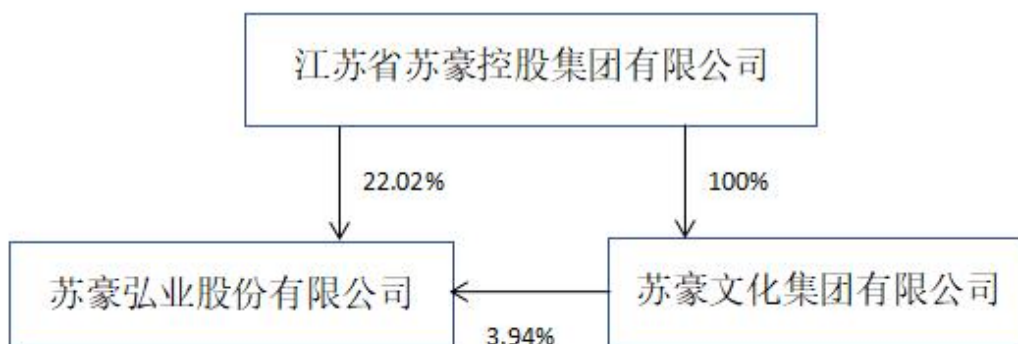 江苏省苏豪控股集团有限公司
22.02%
100%
苏豪弘业股份有限公司
苏豪文化集团有限公司
3.94%